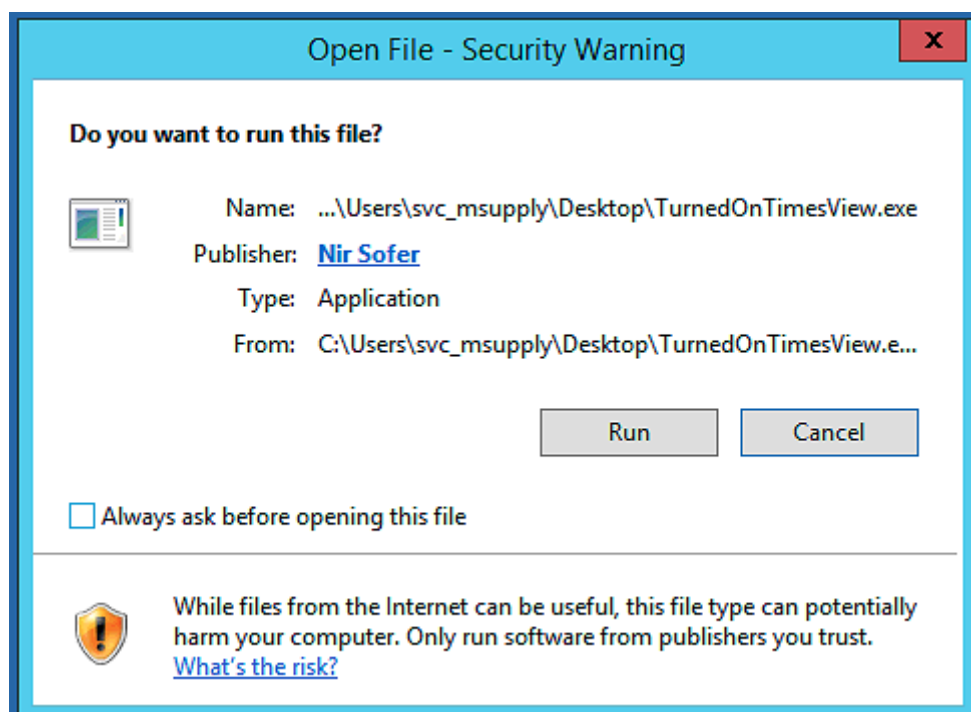 Open File - Security Warning
x
Do you want to run this file?
Name: ...\Users\svc_msupply\Desktop\TurnedOnTimesView.exe
Publisher: Nir Sofer
Type: Application
From: C:\Users\svc_msupply\Desktop\TurnedOnTimesView.e...
Run Cancel
Always ask before opening this file
While files from the Internet can be useful, this file type can potentially
harm your computer. Only run software from publishers you trust.
What's the risk?